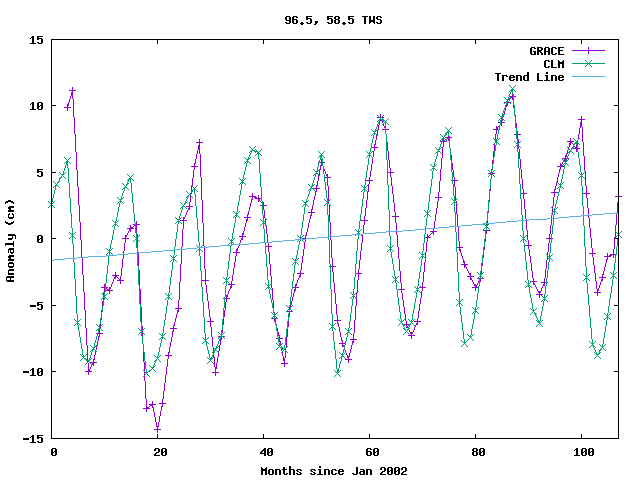 96.5, 58.5 TWS
GRACE
CLM
Trend Line
15
10
5
0
-5
-10
-15
Anomaly (cm)
0 20 40 60 80 100
Months since Jan 2002